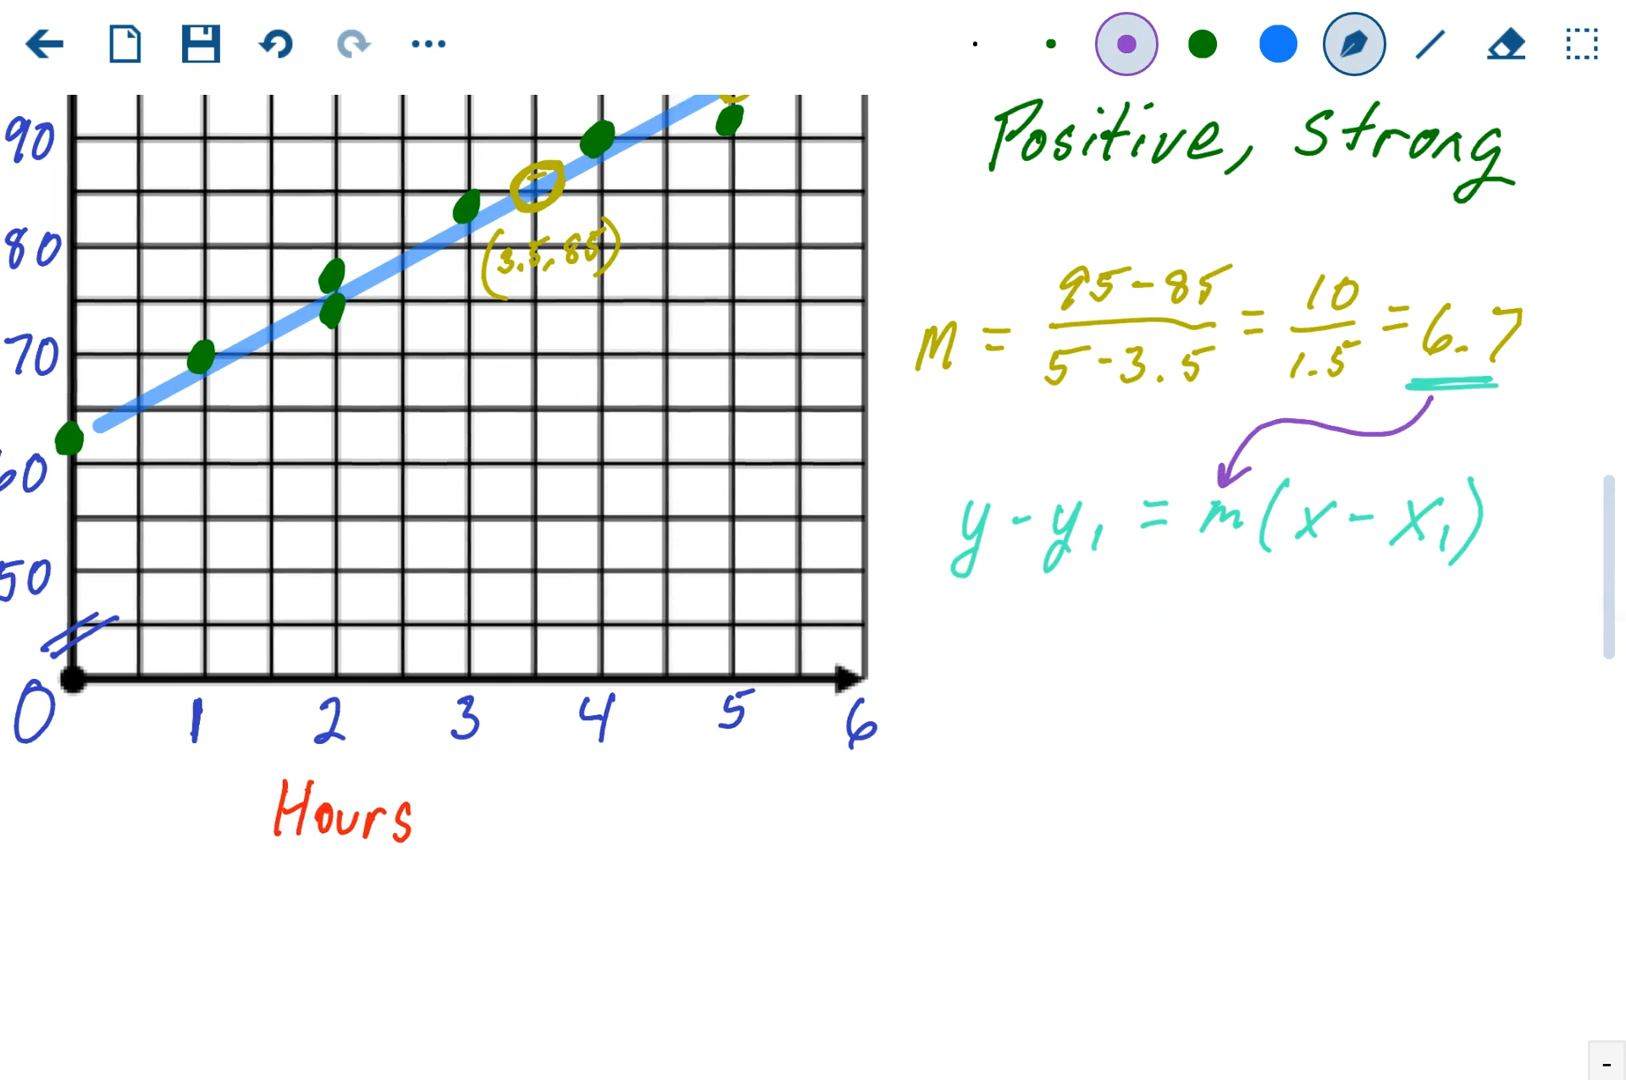 Positive, Strong
90
80
(3.5, 85)
70
60
50
m = 95-85 / 5-3.5 = 10 / 1.5 = 6.7
y - y₁ = m(x - x₁)
0 1 2 3 4 5 6
Hours